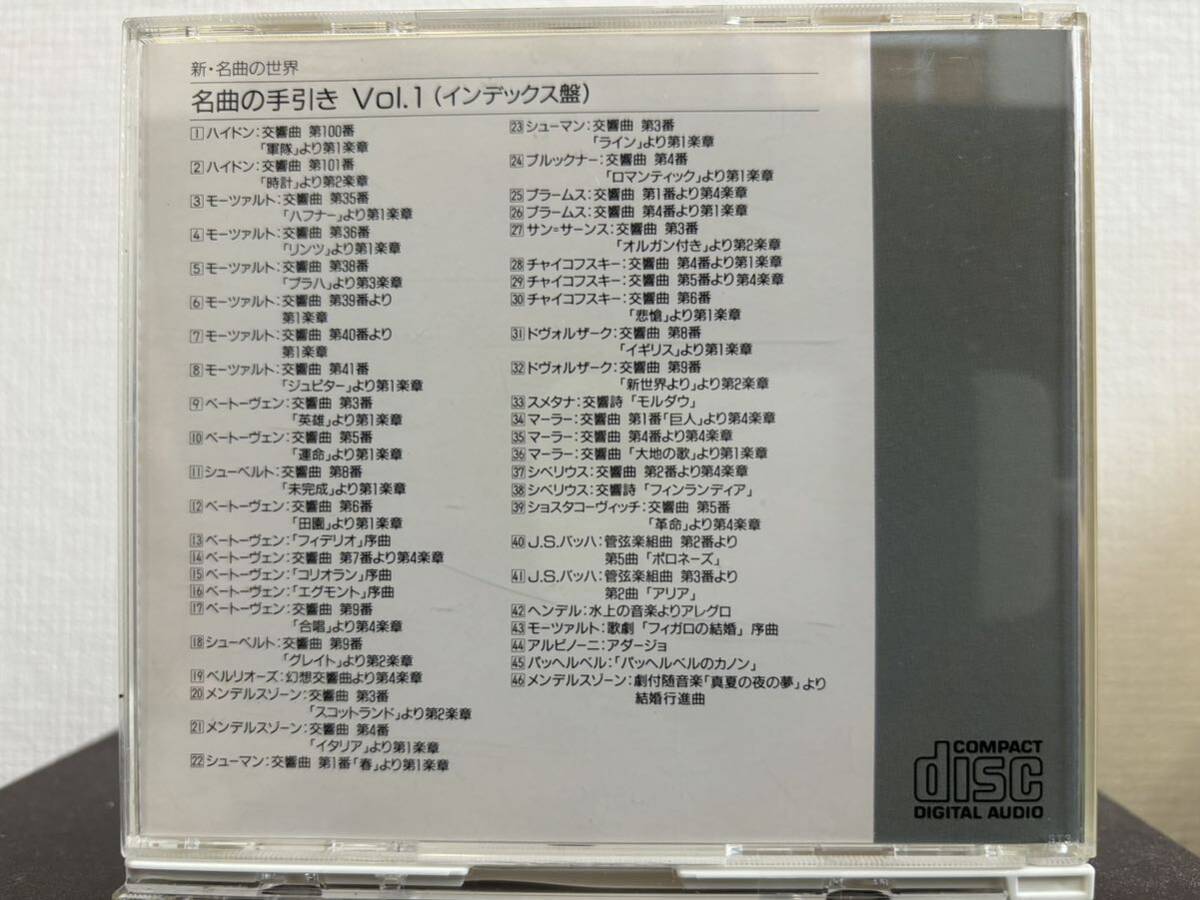 新・名曲の世界
名曲の手引き Vol.1(インデックス盤)
1 ハイドン:交響曲 第100番
「軍隊」より第1楽章
2 ハイドン:交響曲 第101番
「時計」より第2楽章
3 モーツァルト:交響曲 第35番
「ハフナー」より第1楽章
4 モーツァルト:交響曲 第36番
「リンツ」より第1楽章
5 モーツァルト:交響曲 第38番
「プラハ」より第3楽章
6 モーツァルト:交響曲 第39番より
第1楽章
7 モーツァルト:交響曲 第40番より
第1楽章
8 モーツァルト:交響曲 第41番
「ジュピター」より第1楽章
9 ベートーヴェン:交響曲 第3番
「英雄」より第1楽章
10 ベートーヴェン:交響曲 第5番
「運命」より第1楽章
11 シューベルト:交響曲 第8番
「未完成」より第1楽章
12 ベートーヴェン:交響曲 第6番
「田園」より第1楽章
13 ベートーヴェン:「フィデリオ」序曲
14 ベートーヴェン:交響曲 第7番より第4楽章
15 ベートーヴェン:「コリオラン」序曲
16 ベートーヴェン:「エグモント」序曲
17 ベートーヴェン:交響曲 第9番
「合唱」より第4楽章
18 シューベルト:交響曲 第9番
「グレイト」より第2楽章
19 ベルリオーズ:幻想交響曲より第4楽章
20 メンデルスゾーン:交響曲 第3番
「スコットランド」より第2楽章
21 メンデルスゾーン:交響曲 第4番
「イタリア」より第1楽章
22 シューマン:交響曲 第1番「春」より第1楽章
23 シューマン:交響曲 第3番
「ライン」より第1楽章
24 ブルックナー:交響曲 第4番
「ロマンティック」より第1楽章
25 ブラームス:交響曲 第1番より第4楽章
26 ブラームス:交響曲 第4番より第1楽章
27 サン=サーンス:交響曲 第3番
「オルガン付き」より第2楽章
28 チャイコフスキー:交響曲 第4番より第1楽章
29 チャイコフスキー:交響曲 第5番より第4楽章
30 チャイコフスキー:交響曲 第6番
「悲愴」より第1楽章
31 ドヴォルザーク:交響曲 第8番
「イギリス」より第1楽章
32 ドヴォルザーク:交響曲 第9番
「新世界より」より第2楽章
33 スメタナ:交響詩「モルダウ」
34 マーラー:交響曲 第1番「巨人」より第4楽章
35 マーラー:交響曲 第4番より第4楽章
36 マーラー:交響曲「大地の歌」より第1楽章
37 シベリウス:交響曲 第2番より第4楽章
38 シベリウス:交響詩「フィンランディア」
39 ショスタコーヴィッチ:交響曲 第5番
「革命」より第4楽章
40 J.S.バッハ:管弦楽組曲 第2番より
第5曲「ポロネーズ」
41 J.S.バッハ:管弦楽組曲 第3番より
第2曲「アリア」
42 ヘンデル:水上の音楽よりアレグロ
43 モーツァルト:歌劇「フィガロの結婚」序曲
44 アルビノーニ:アダージョ
45 パッヘルベル:「パッヘルベルのカノン」
46 メンデルスゾーン:劇付随音楽「真夏の夜の夢」より
結婚行進曲
COMPACT
disc
DIGITAL AUDIO